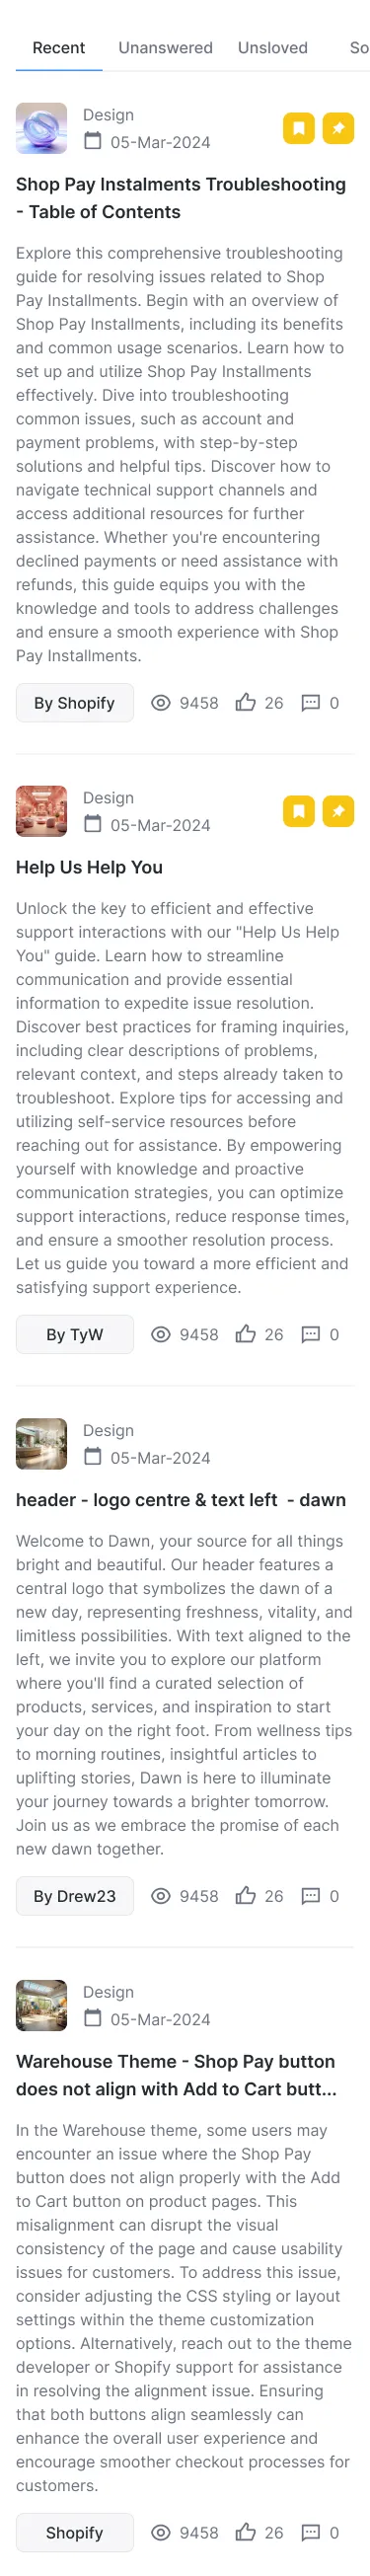 Recent Unanswered Unsloved So
Design
05-Mar-2024
Shop Pay Instalments Troubleshooting
- Table of Contents
Explore this comprehensive troubleshooting
guide for resolving issues related to Shop
Pay Installments. Begin with an overview of
Shop Pay Installments, including its benefits
and common usage scenarios. Learn how to
set up and utilize Shop Pay Installments
effectively. Dive into troubleshooting
common issues, such as account and
payment problems, with step-by-step
solutions and helpful tips. Discover how to
navigate technical support channels and
access additional resources for further
assistance. Whether you're encountering
declined payments or need assistance with
refunds, this guide equips you with the
knowledge and tools to address challenges
and ensure a smooth experience with Shop
Pay Installments.
By Shopify 9458 26 0
Design
05-Mar-2024
Help Us Help You
Unlock the key to efficient and effective
support interactions with our "Help Us Help
You" guide. Learn how to streamline
communication and provide essential
information to expedite issue resolution.
Discover best practices for framing inquiries,
including clear descriptions of problems,
relevant context, and steps already taken to
troubleshoot. Explore tips for accessing and
utilizing self-service resources before
reaching out for assistance. By empowering
yourself with knowledge and proactive
communication strategies, you can optimize
support interactions, reduce response times,
and ensure a smoother resolution process.
Let us guide you toward a more efficient and
satisfying support experience.
By TyW 9458 26 0
Design
05-Mar-2024
header - logo centre & text left - dawn
Welcome to Dawn, your source for all things
bright and beautiful. Our header features a
central logo that symbolizes the dawn of a
new day, representing freshness, vitality, and
limitless possibilities. With text aligned to the
left, we invite you to explore our platform
where you'll find a curated selection of
products, services, and inspiration to start
your day on the right foot. From wellness tips
to morning routines, insightful articles to
uplifting stories, Dawn is here to illuminate
your journey towards a brighter tomorrow.
Join us as we embrace the promise of each
new dawn together.
By Drew23 9458 26 0
Design
05-Mar-2024
Warehouse Theme - Shop Pay button
does not align with Add to Cart butt...
In the Warehouse theme, some users may
encounter an issue where the Shop Pay
button does not align properly with the Add
to Cart button on product pages. This
misalignment can disrupt the visual
consistency of the page and cause usability
issues for customers. To address this issue,
consider adjusting the CSS styling or layout
settings within the theme customization
options. Alternatively, reach out to the theme
developer or Shopify support for assistance
in resolving the alignment issue. Ensuring
that both buttons align seamlessly can
enhance the overall user experience and
encourage smoother checkout processes for
customers.
Shopify 9458 26 0